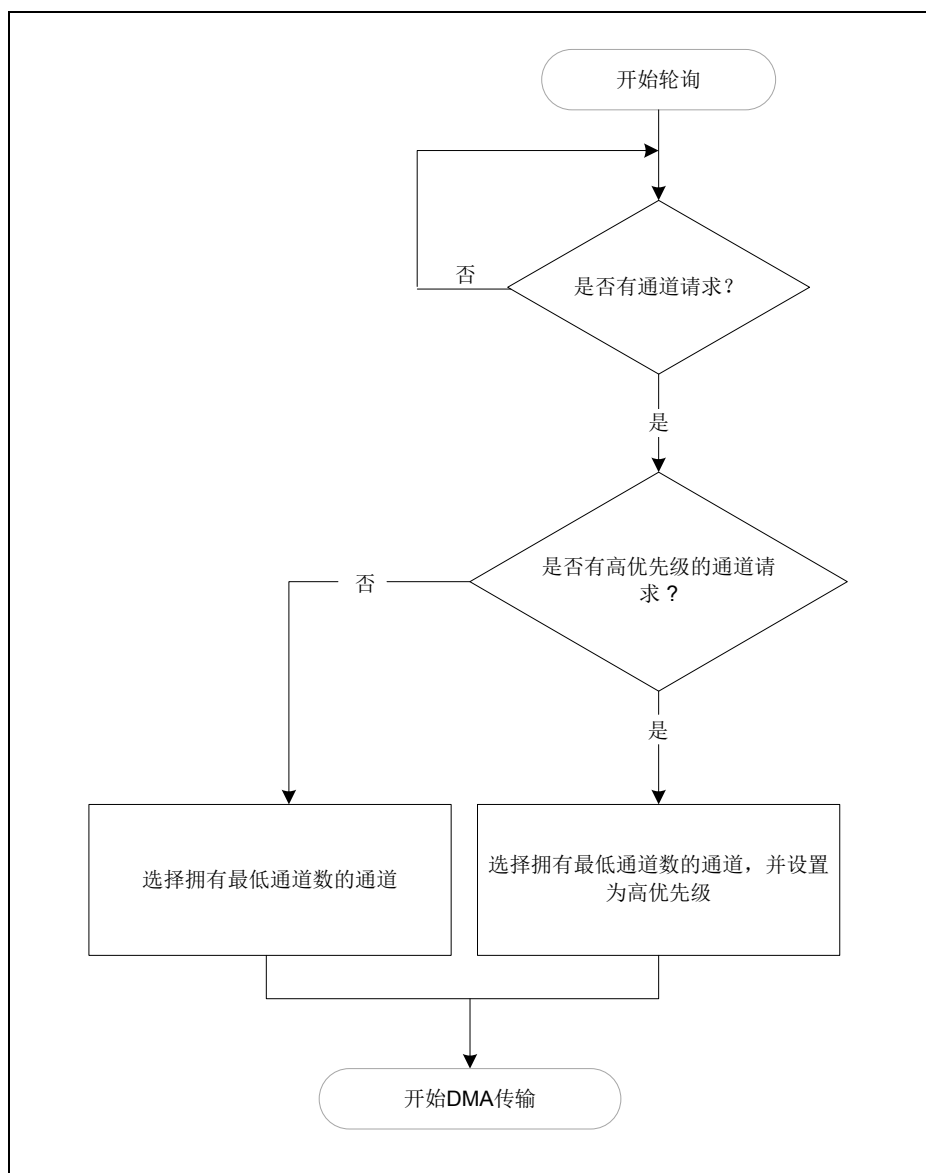 开始轮询
是否有通道请求？
否
是
是否有高优先级的通道请
求？
否
是
选择拥有最低通道数的通道
选择拥有最低通道数的通道，并设置
为高优先级
开始DMA传输